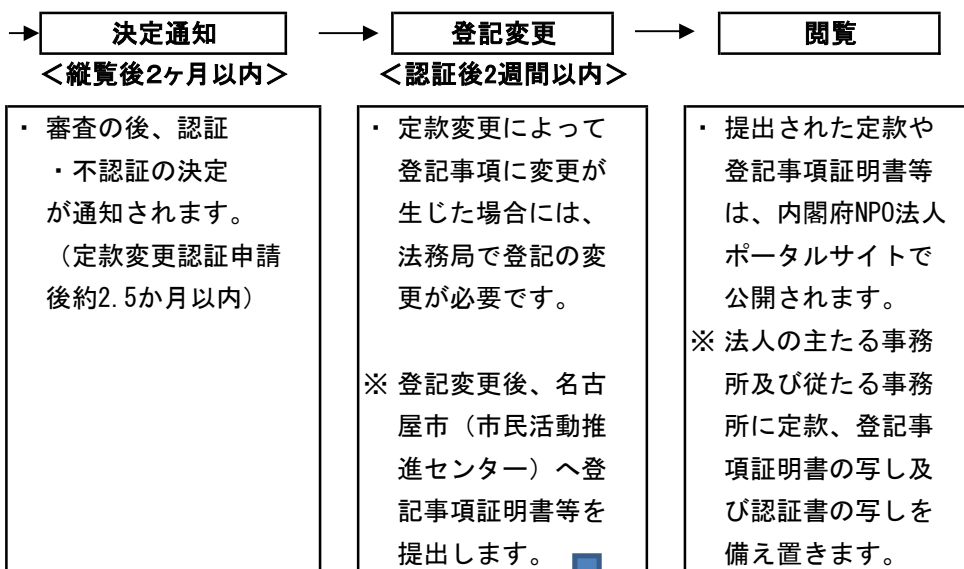 決定通知
＜縦覧後２ヶ月以内＞
・ 審査の後、認証
・不認証の決定
が通知されます。
（定款変更認証申請
後約2.5か月以内）
登記変更
＜認証後2週間以内＞
・ 定款変更によって
登記事項に変更が
生じた場合には、
法務局で登記の変
更が必要です。
※ 登記変更後、名古
屋市（市民活動推
進センター）へ登
記事項証明書等を
提出します。
閲覧
・ 提出された定款や
登記事項証明書等
は、内閣府NPO法人
ポータルサイトで
公開されます。
※ 法人の主たる事務
所及び従たる事務
所に定款、登記事
項証明書の写し及
び認証書の写しを
備え置きます。